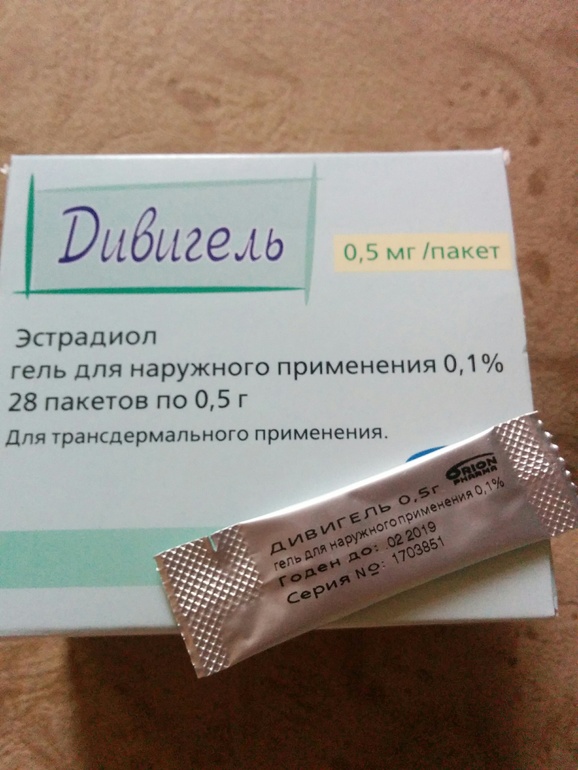 Дивигель
0,5 мг/пакет
Эстрадиол
гель для наружного применения 0,1%
28 пакетов по 0,5 г
Для трансдермального применения.
ORION
PHARMA
ДИВИГЕЛЬ 0,5г
гель для наружного применения 0,1%
Годен до: 02 2019
Серия №: 1703851